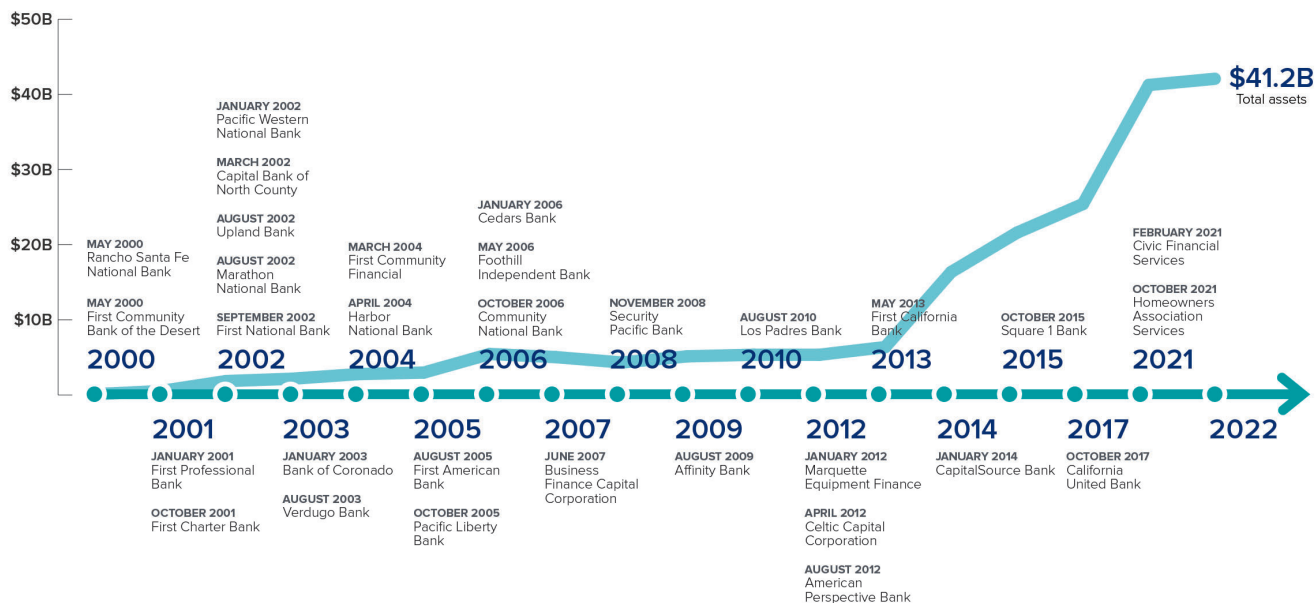 $50B
$40B
$30B
$20B
$10B
$41.2B
Total assets
MAY 2000
Rancho Santa Fe
National Bank
MAY 2000
First Community
Bank of the Desert
2000
JANUARY 2002
Pacific Western
National Bank
MARCH 2002
Capital Bank of
North County
AUGUST 2002
Upland Bank
AUGUST 2002
Marathon
National Bank
SEPTEMBER 2002
First National Bank
2002
MARCH 2004
First Community
Financial
APRIL 2004
Harbor
National Bank
2004
JANUARY 2006
Cedars Bank
MAY 2006
Foothill
Independent Bank
OCTOBER 2006
Community
National Bank
2006
NOVEMBER 2008
Security
Pacific Bank
2008
AUGUST 2010
Los Padres Bank
2010
MAY 2013
First California
Bank
2013
OCTOBER 2015
Square 1 Bank
2015
FEBRUARY 2021
Civic Financial
Services
OCTOBER 2021
Homeowners
Association
Services
2021
2001
JANUARY 2001
First Professional
Bank
OCTOBER 2001
First Charter Bank
2003
JANUARY 2003
Bank of Coronado
AUGUST 2003
Verdugo Bank
2005
AUGUST 2005
First American
Bank
OCTOBER 2005
Pacific Liberty
Bank
2007
JUNE 2007
Business
Finance Capital
Corporation
2009
AUGUST 2009
Affinity Bank
2012
JANUARY 2012
Marquette
Equipment Finance
APRIL 2012
Celtic Capital
Corporation
AUGUST 2012
American
Perspective Bank
2014
JANUARY 2014
CapitalSource Bank
2017
OCTOBER 2017
California
United Bank
2022